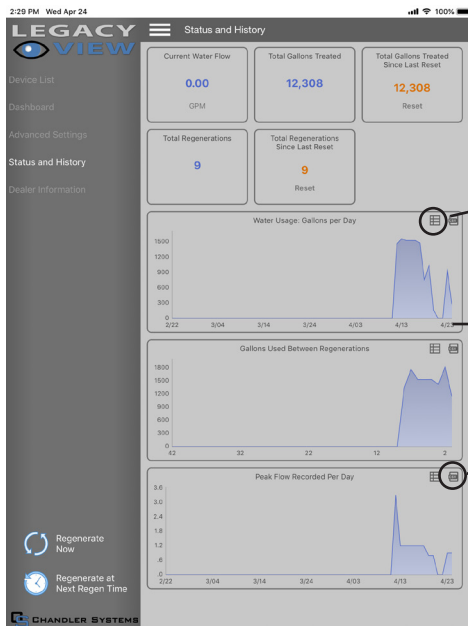 2:29 PM Wed Apr 24
100%
LEGACY
VIEW
Device List
Dashboard
Advanced Settings
Status and History
Dealer Information
Regenerate
Now
Regenerate at
Next Regen Time
CHANDLER SYSTEMS
Status and History
Current Water Flow
0.00
GPM
Total Gallons Treated
12,308
Total Gallons Treated
Since Last Reset
12,308
Reset
Total Regenerations
9
Total Regenerations
Since Last Reset
9
Reset
Water Usage: Gallons per Day
1500
1200
900
600
300
0
2/22 3/04 3/14 3/24 4/03 4/13 4/23
Gallons Used Between Regenerations
1800
1500
1200
900
600
300
0
42 32 22 12 2
Peak Flow Recorded Per Day
3.6
3.0
2.4
1.8
1.2
.6
.0
2/22 3/04 3/14 3/24 4/03 4/13 4/23